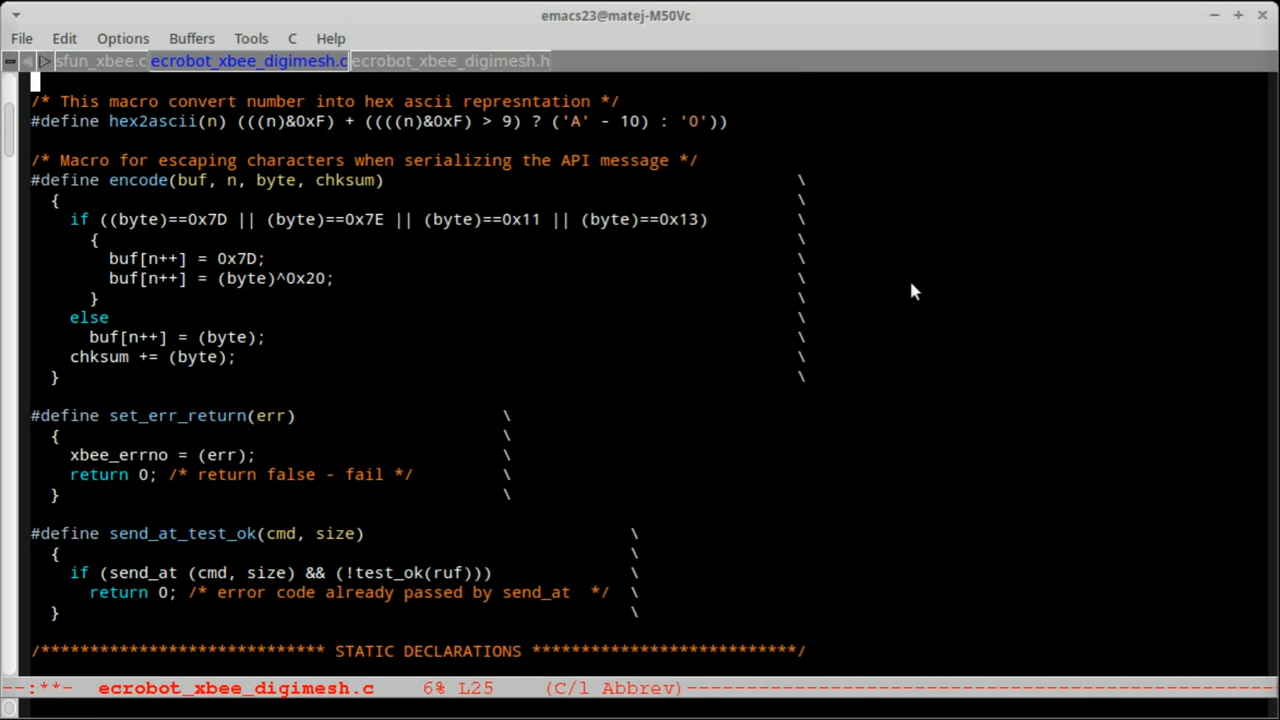 emacs23@matej-M50Vc
File Edit Options Buffers Tools C Help
sfun_xbee.c ecrobot_xbee_digimesh.c ecrobot_xbee_digimesh.h
/* This macro convert number into hex ascii represntation */
#define hex2ascii(n) (((n)&0xF) + ((((n)&0xF) > 9) ? ('A' - 10) : '0'))
/* Macro for escaping characters when serializing the API message */
#define encode(buf, n, byte, chksum) \
{ \
if ((byte)==0x7D || (byte)==0x7E || (byte)==0x11 || (byte)==0x13) \
{ \
buf[n++] = 0x7D; \
buf[n++] = (byte)^0x20; \
} \
else \
buf[n++] = (byte); \
chksum += (byte); \
} \
#define set_err_return(err) \
{ \
xbee_errno = (err); \
return 0; /* return false - fail */ \
} \
#define send_at_test_ok(cmd, size) \
{ \
if (send_at (cmd, size) && (!test_ok(ruf))) \
return 0; /* error code already passed by send_at */ \
} \
/***************************** STATIC DECLARATIONS ***************************/
--:**- ecrobot_xbee_digimesh.c 6% L25 (C/l Abbrev)------------------------------------------------------------